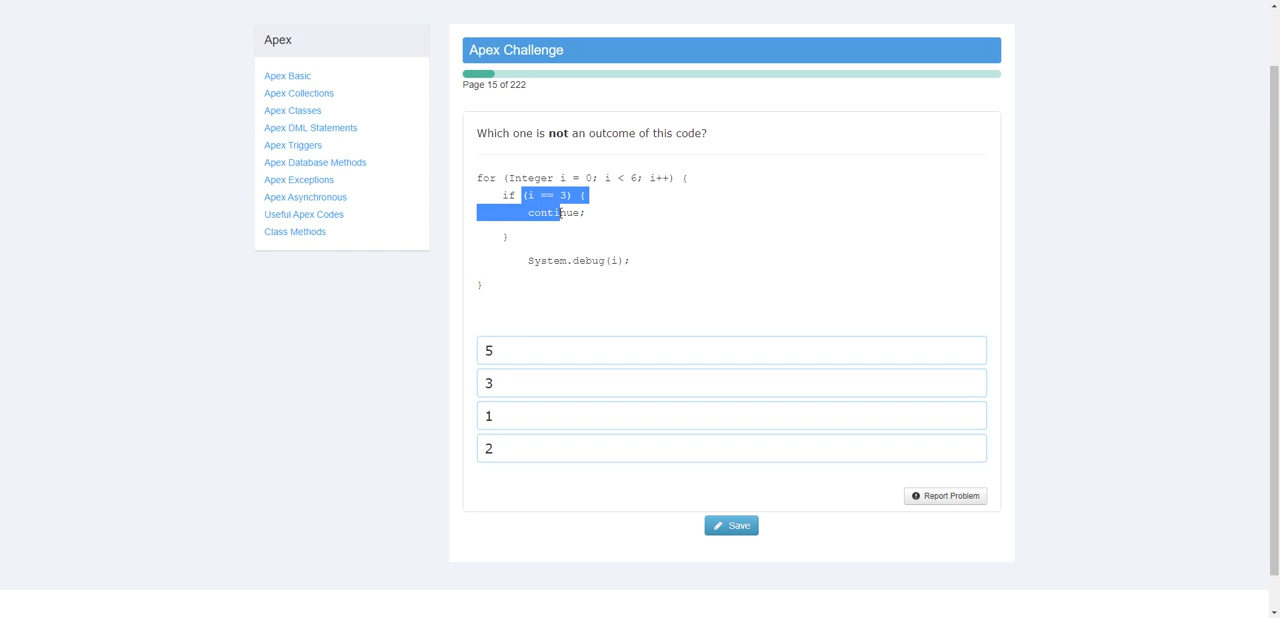 Apex
Apex Basic
Apex Collections
Apex Classes
Apex DML Statements
Apex Triggers
Apex Database Methods
Apex Exceptions
Apex Asynchronous
Useful Apex Codes
Class Methods
Apex Challenge
Page 15 of 222
Which one is not an outcome of this code?
for (Integer i = 0; i < 6; i++) {
if (i == 3) {
continue;
}
System.debug(i);
}
5
3
1
2
Report Problem
Save